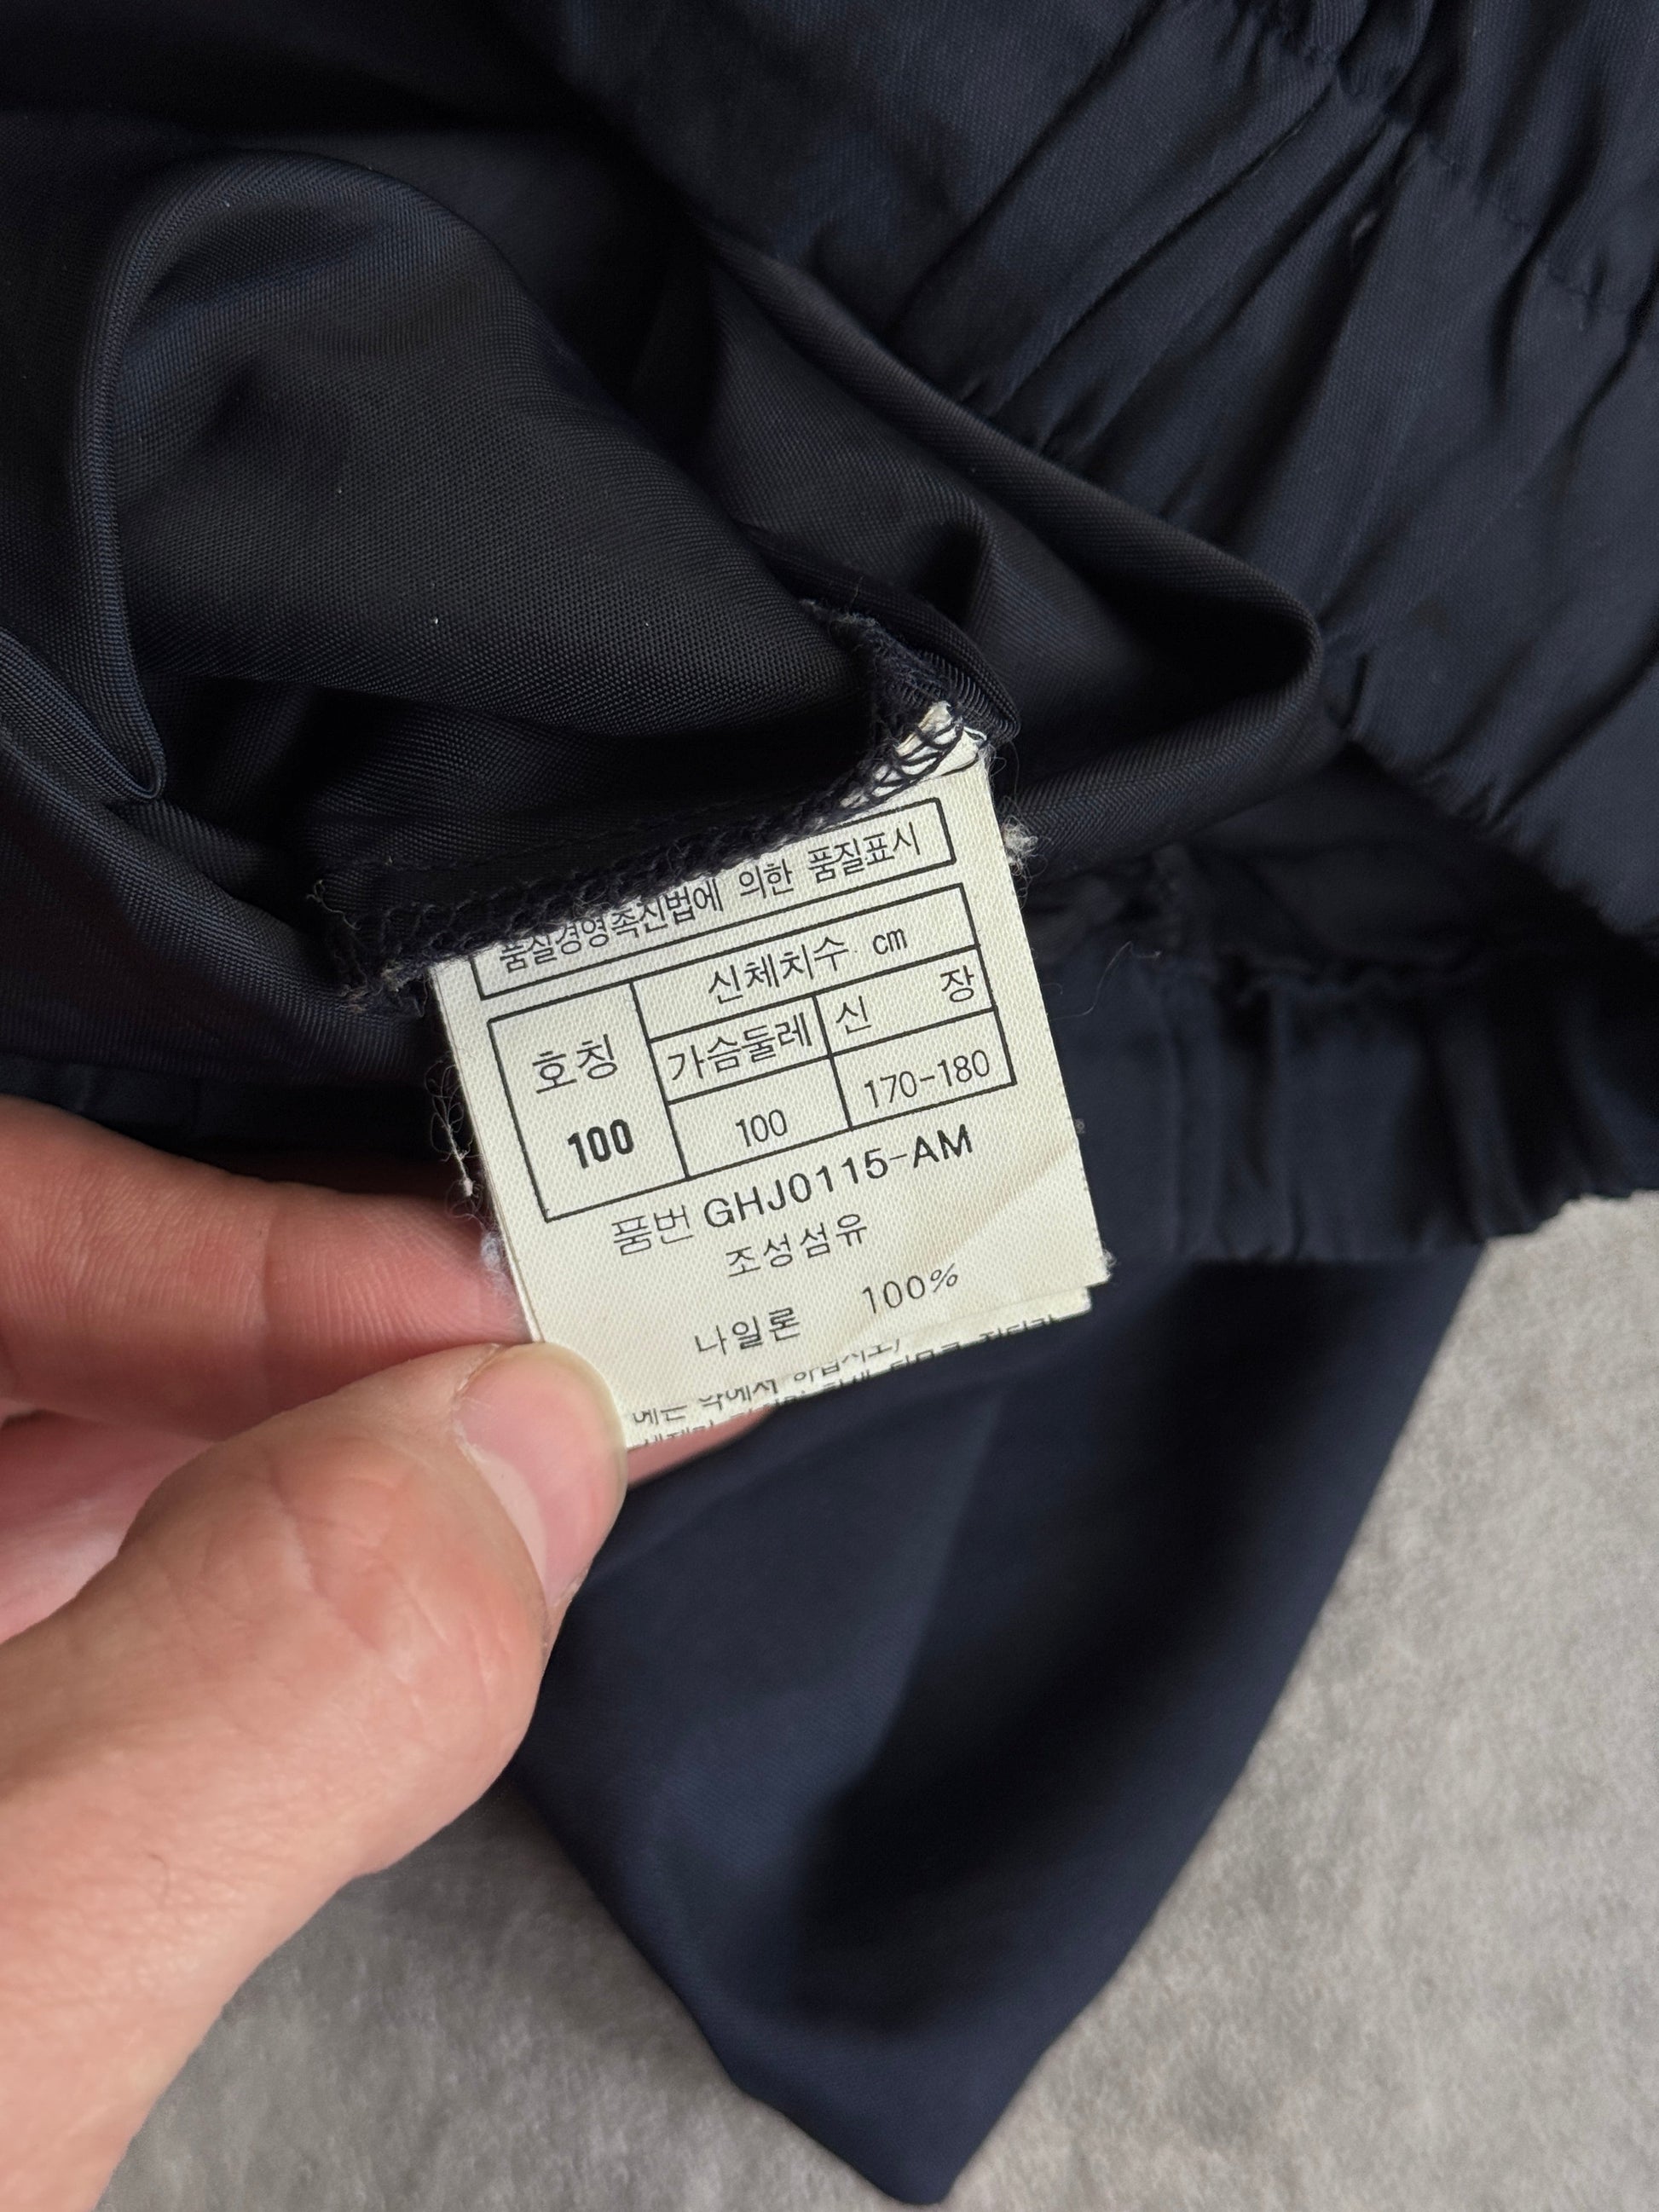 품질경영촉진법에 의한 품질표시
신체치수 cm
호칭 가슴둘레 신 장
100 100 170-180
품번 GHJ0115-AM
조성섬유
나일론 100%